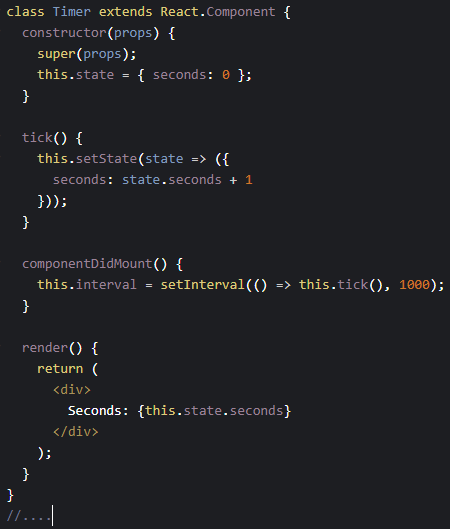 class Timer extends React.Component {
  constructor(props) {
    super(props);
    this.state = { seconds: 0 };
  }

  tick() {
    this.setState(state => ({
      seconds: state.seconds + 1
    }));
  }

  componentDidMount() {
    this.interval = setInterval(() => this.tick(), 1000);
  }

  render() {
    return (
      <div>
        Seconds: {this.state.seconds}
      </div>
    );
  }
}
//....